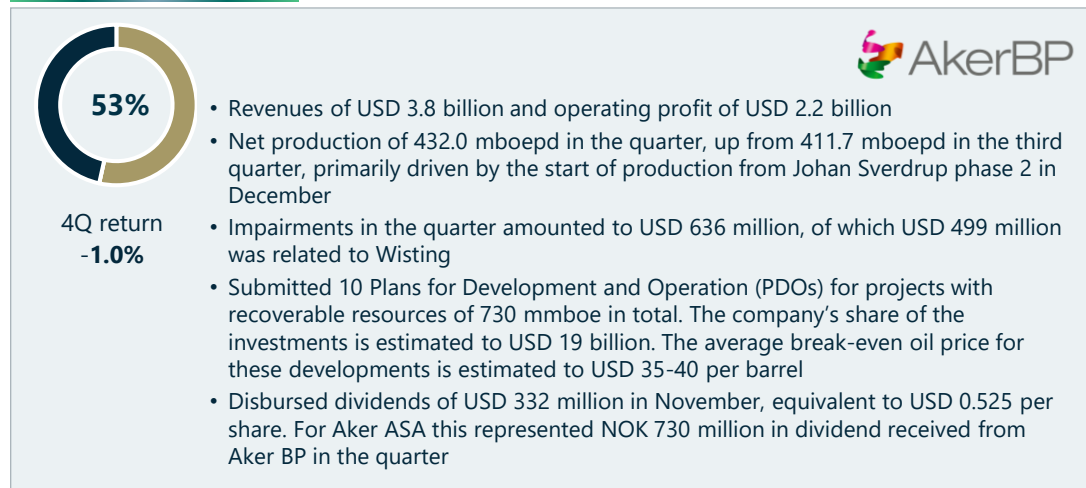 AkerBP
53%
4Q return
-1.0%
• Revenues of USD 3.8 billion and operating profit of USD 2.2 billion
• Net production of 432.0 mboepd in the quarter, up from 411.7 mboepd in the third
quarter, primarily driven by the start of production from Johan Sverdrup phase 2 in
December
• Impairments in the quarter amounted to USD 636 million, of which USD 499 million
was related to Wisting
• Submitted 10 Plans for Development and Operation (PDOs) for projects with
recoverable resources of 730 mmboe in total. The company’s share of the
investments is estimated to USD 19 billion. The average break-even oil price for
these developments is estimated to USD 35-40 per barrel
• Disbursed dividends of USD 332 million in November, equivalent to USD 0.525 per
share. For Aker ASA this represented NOK 730 million in dividend received from
Aker BP in the quarter